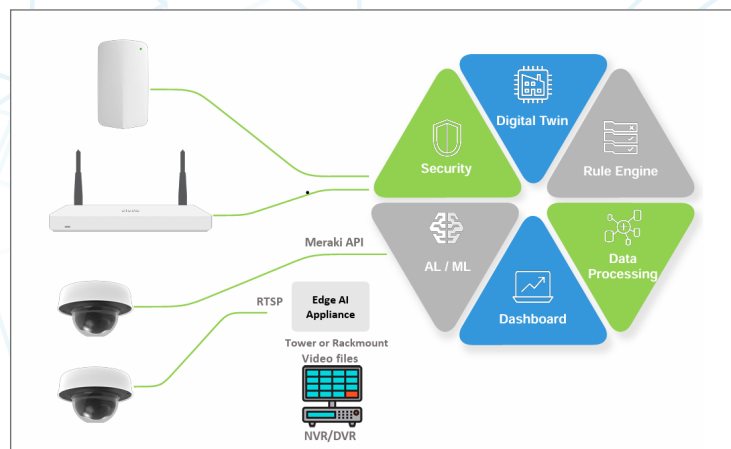 Digital Twin
Security
Rule Engine
Meraki API
AL / ML
Data
Processing
RTSP
Edge AI
Appliance
Dashboard
Tower or Rackmount
Video files
NVR/DVR